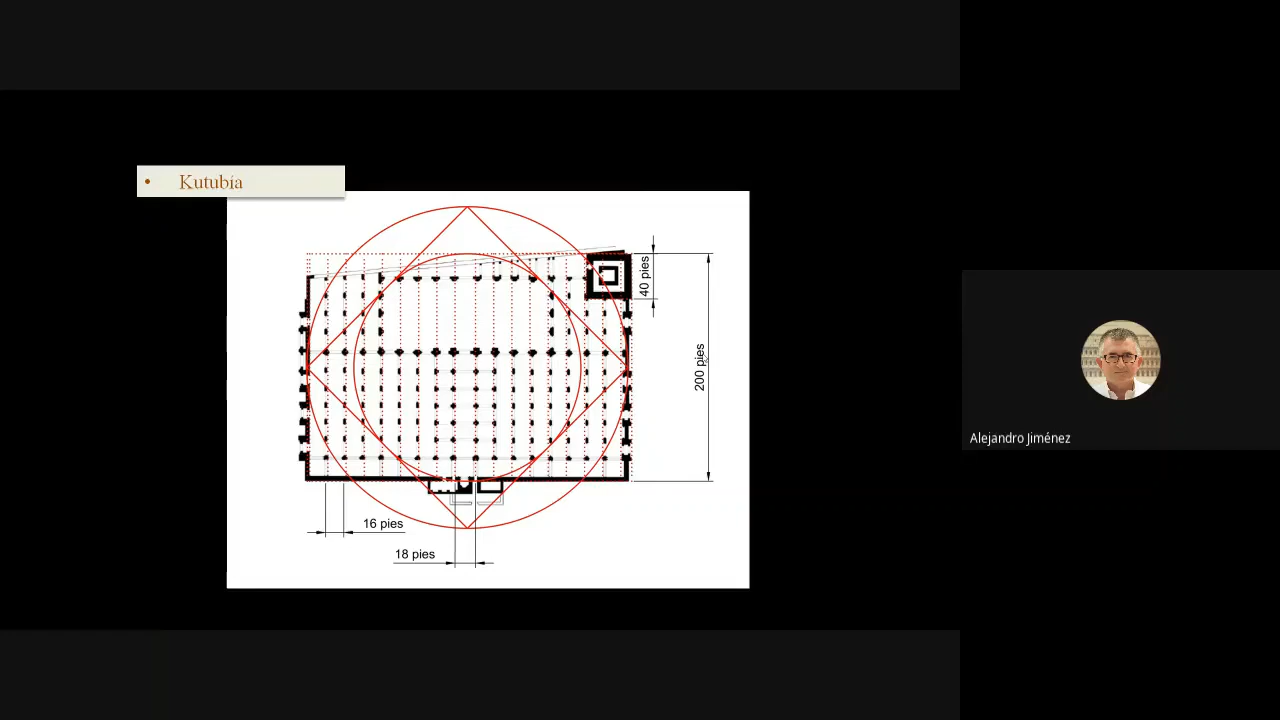 • Kutubía
40 pies
200 pies
16 pies
18 pies
Alejandro Jiménez